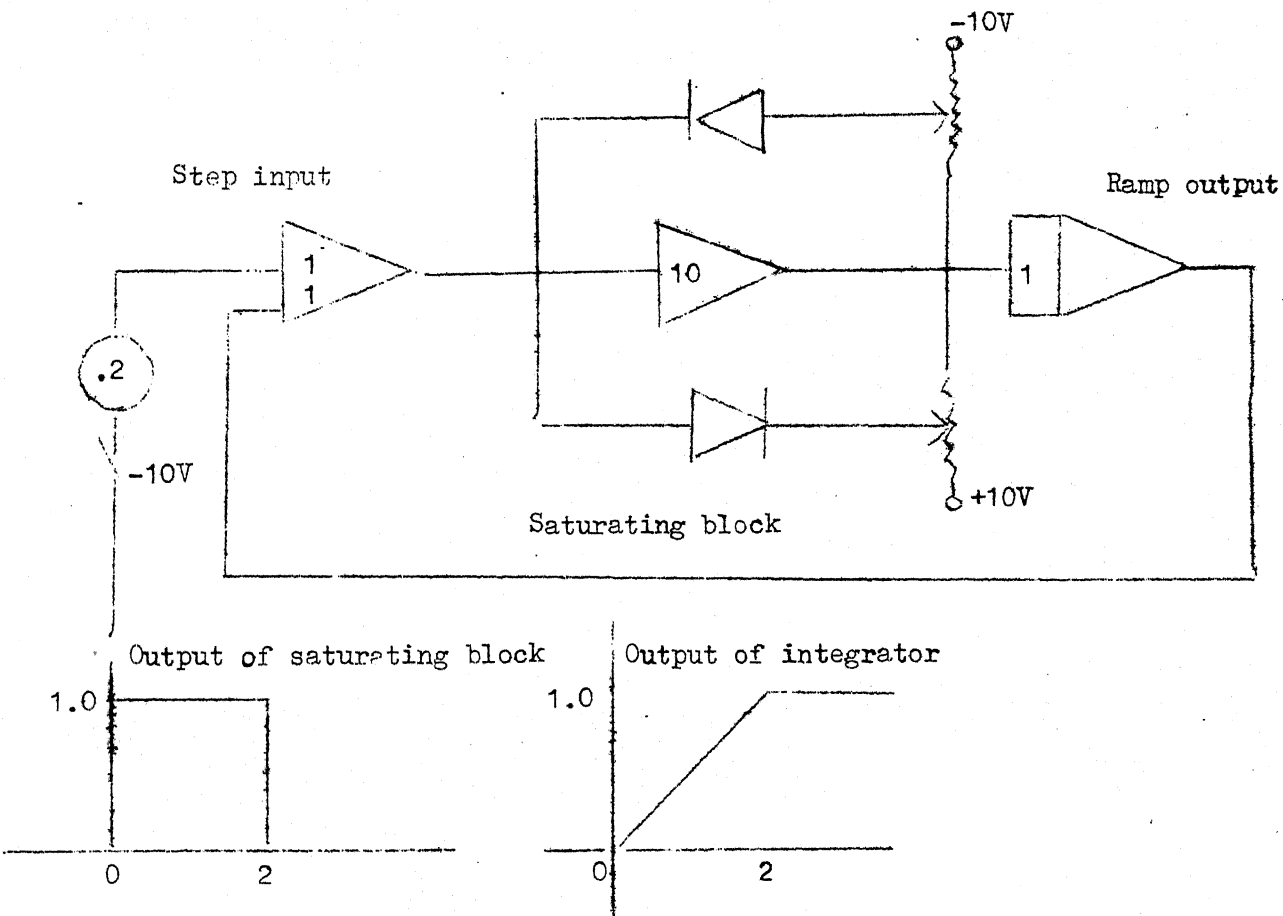 -10V
Step input
Ramp output
1
1
10
1
.2
-10V
+10V
Saturating block
Output of saturating block
Output of integrator
1.0
1.0
0
2
0
2